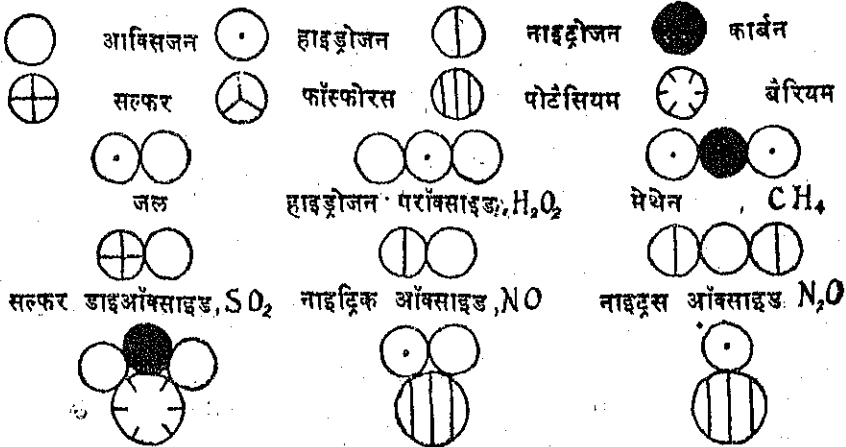 आक्सिजन हाइड्रोजन नाइट्रोजन कार्बन
सल्फर फॉस्फोरस पोटैसियम बैरियम
जल हाइड्रोजन परॉक्साइड, H₂O₂ मेथेन , CH₄
सल्फर डाइऑक्साइड, SO₂ नाइट्रिक ऑक्साइड ,NO नाइट्रस ऑक्साइड N₂O